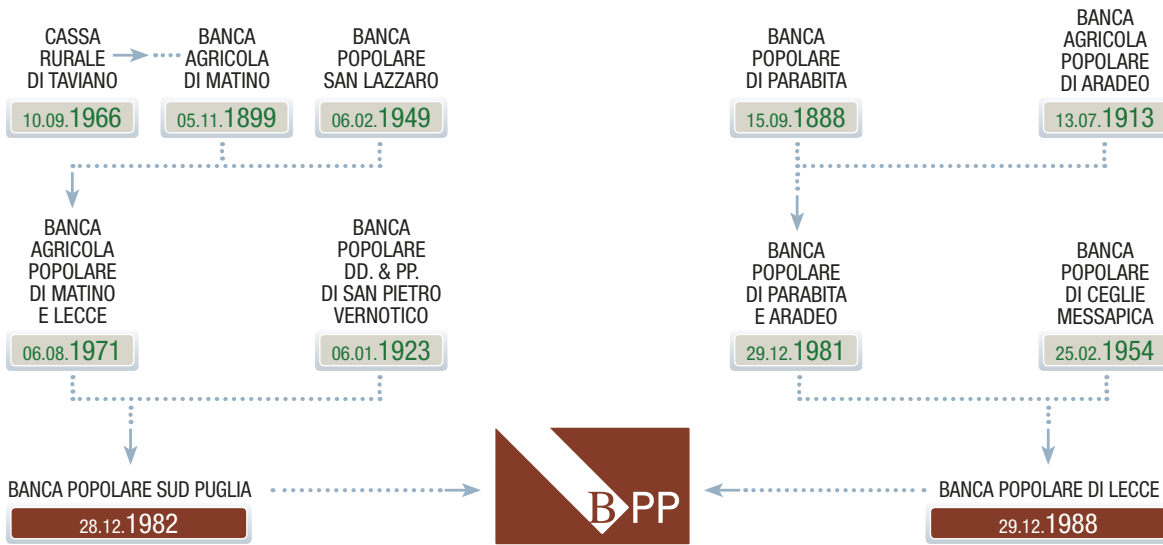 CASSA
RURALE
DI TAVIANO
10.09.1966
BANCA
AGRICOLA
DI MATINO
05.11.1899
BANCA
POPOLARE
SAN LAZZARO
06.02.1949
BANCA
POPOLARE
DI PARABITA
15.09.1888
BANCA
AGRICOLA
POPOLARE
DI ARADEO
13.07.1913
BANCA
AGRICOLA
POPOLARE
DI MATINO
E LECCE
06.08.1971
BANCA
POPOLARE
DD. & PP.
DI SAN PIETRO
VERNOTICO
06.01.1923
BANCA
POPOLARE
DI PARABITA
E ARADEO
29.12.1981
BANCA
POPOLARE
DI CEGLIE
MESSAPICA
25.02.1954
BANCA POPOLARE SUD PUGLIA
28.12.1982
BPP
BANCA POPOLARE DI LECCE
29.12.1988